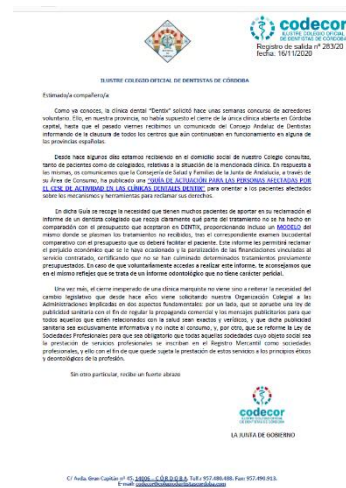 codecor
ILUSTRE COLEGIO OFICIAL
DE DENTISTAS DE CÓRDOBA
Registro de salida nº 283/20
fecha: 16/11/2020
ILUSTRE COLEGIO OFICIAL DE DENTISTAS DE CÓRDOBA
Estimado/a compañero/a:
Como ya conoces, la clínica dental "Dentix" solicitó hace unas semanas concurso de acreedores
voluntario. Ello, en nuestra provincia, no había supuesto el cierre de la única clínica abierta en Córdoba
capital, hasta que el pasado viernes recibimos un comunicado del Consejo Andaluz de Dentistas
informando de la clausura de todos los centros que aún continuaban en funcionamiento en alguna de
las provincias españolas.
Desde hace algunos días estamos recibiendo en el domicilio social de nuestro Colegio consultas,
tanto de pacientes como de colegiados, relativas a la situación de la mencionada clínica. En respuesta a
las mismas, os comunicamos que la Consejería de Salud y Familias de la Junta de Andalucía, a través de
su Área de Consumo, ha publicado una "GUÍA DE ACTUACIÓN PARA LAS PERSONAS AFECTADAS POR
EL CESE DE ACTIVIDAD EN LAS CLÍNICAS DENTALES DENTIX" para orientar a los pacientes afectados
sobre los mecanismos y herramientas para reclamar sus derechos.
En dicha Guía se recoge la necesidad que tienen muchos pacientes de aportar en su reclamación el
informe de un dentista colegiado que recoja claramente qué parte del tratamiento no se ha hecho en
comparación con el presupuesto que aceptaron en DENTIX, proporcionando incluso un MODELO del
mismo donde se plasman los tratamientos no recibidos, tras el correspondiente examen bucodental
comparativo con el presupuesto que os deberá facilitar el paciente. Este informe les permitirá reclamar
el perjuicio económico que se le haya ocasionado y la paralización de las financiaciones vinculadas al
servicio contratado, certificando que no se han culminado determinados tratamientos previamente
presupuestados. En caso de que voluntariamente accedas a realizar este informe, te aconsejamos que
en el mismo reflejes que se trata de un informe odontológico que no tiene carácter pericial.
Una vez más, el cierre inesperado de una clínica marquista no viene sino a reiterar la necesidad del
cambio legislativo que desde hace años viene solicitando nuestra Organización Colegial a las
Administraciones implicadas en dos aspectos fundamentales: por un lado, que se apruebe una ley de
publicidad sanitaria con el fin de regular la propaganda comercial y los mensajes publicitarios para que
todos aquellos que estén relacionados con la salud sean exactos y verídicos, y que dicha publicidad
sanitaria sea exclusivamente informativa y no incite al consumo, y, por otro, que se reforme la Ley de
Sociedades Profesionales para que sea obligatorio que todas aquellas sociedades cuyo objeto social sea
la prestación de servicios profesionales se inscriban en el Registro Mercantil como sociedades
profesionales, y ello con el fin de que quede sujeta la prestación de estos servicios a los principios éticos
y deontológicos de la profesión.
Sin otro particular, recibe un fuerte abrazo
codecor
LA JUNTA DE GOBIERNO
C/ Avda. Gran Capitán nº 45. 14006 - C Ó R D O B A. Telf.: 957.488.488. Fax: 957.490.913.